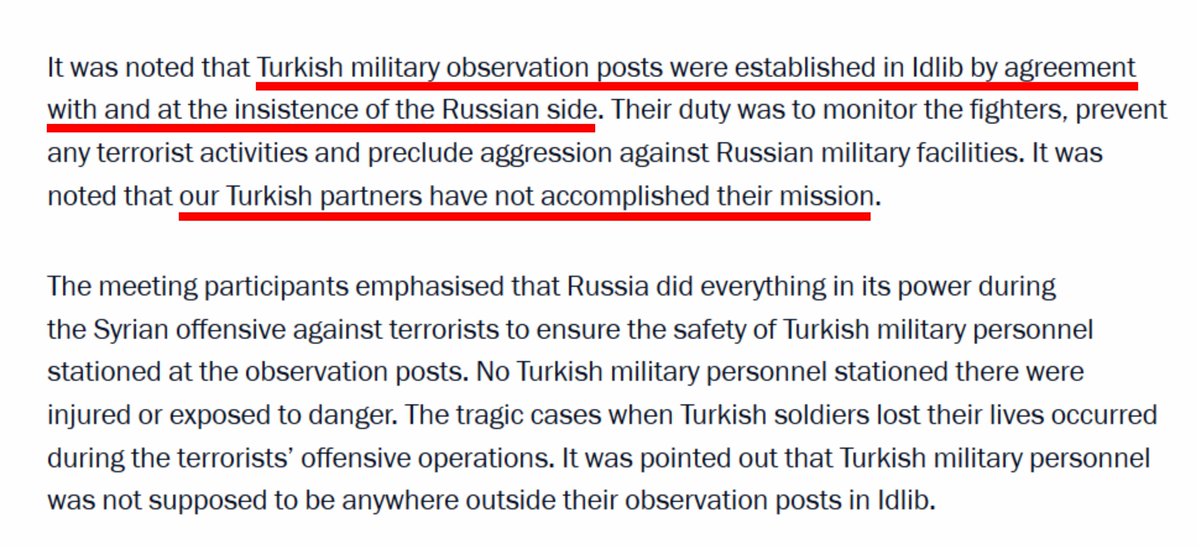 It was noted that Turkish military observation posts were established in Idlib by agreement
with and at the insistence of the Russian side. Their duty was to monitor the fighters, prevent
any terrorist activities and preclude aggression against Russian military facilities. It was
noted that our Turkish partners have not accomplished their mission.
The meeting participants emphasised that Russia did everything in its power during
the Syrian offensive against terrorists to ensure the safety of Turkish military personnel
stationed at the observation posts. No Turkish military personnel stationed there were
injured or exposed to danger. The tragic cases when Turkish soldiers lost their lives occurred
during the terrorists’ offensive operations. It was pointed out that Turkish military personnel
was not supposed to be anywhere outside their observation posts in Idlib.